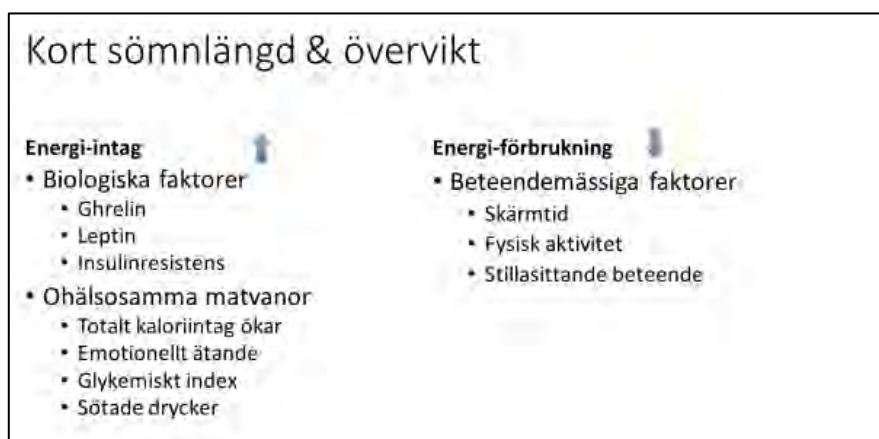 Kort sömnlängd & övervikt
Energi-intag
• Biologiska faktorer
• Ghrelin
• Leptin
• Insulinresistens
• Ohälsosamma matvanor
• Totalt kaloriintag ökar
• Emotionellt ätande
• Glykemiskt index
• Sötade drycker
Energi-förbrukning
• Beteendemässiga faktorer
• Skärmtid
• Fysisk aktivitet
• Stillasittande beteende